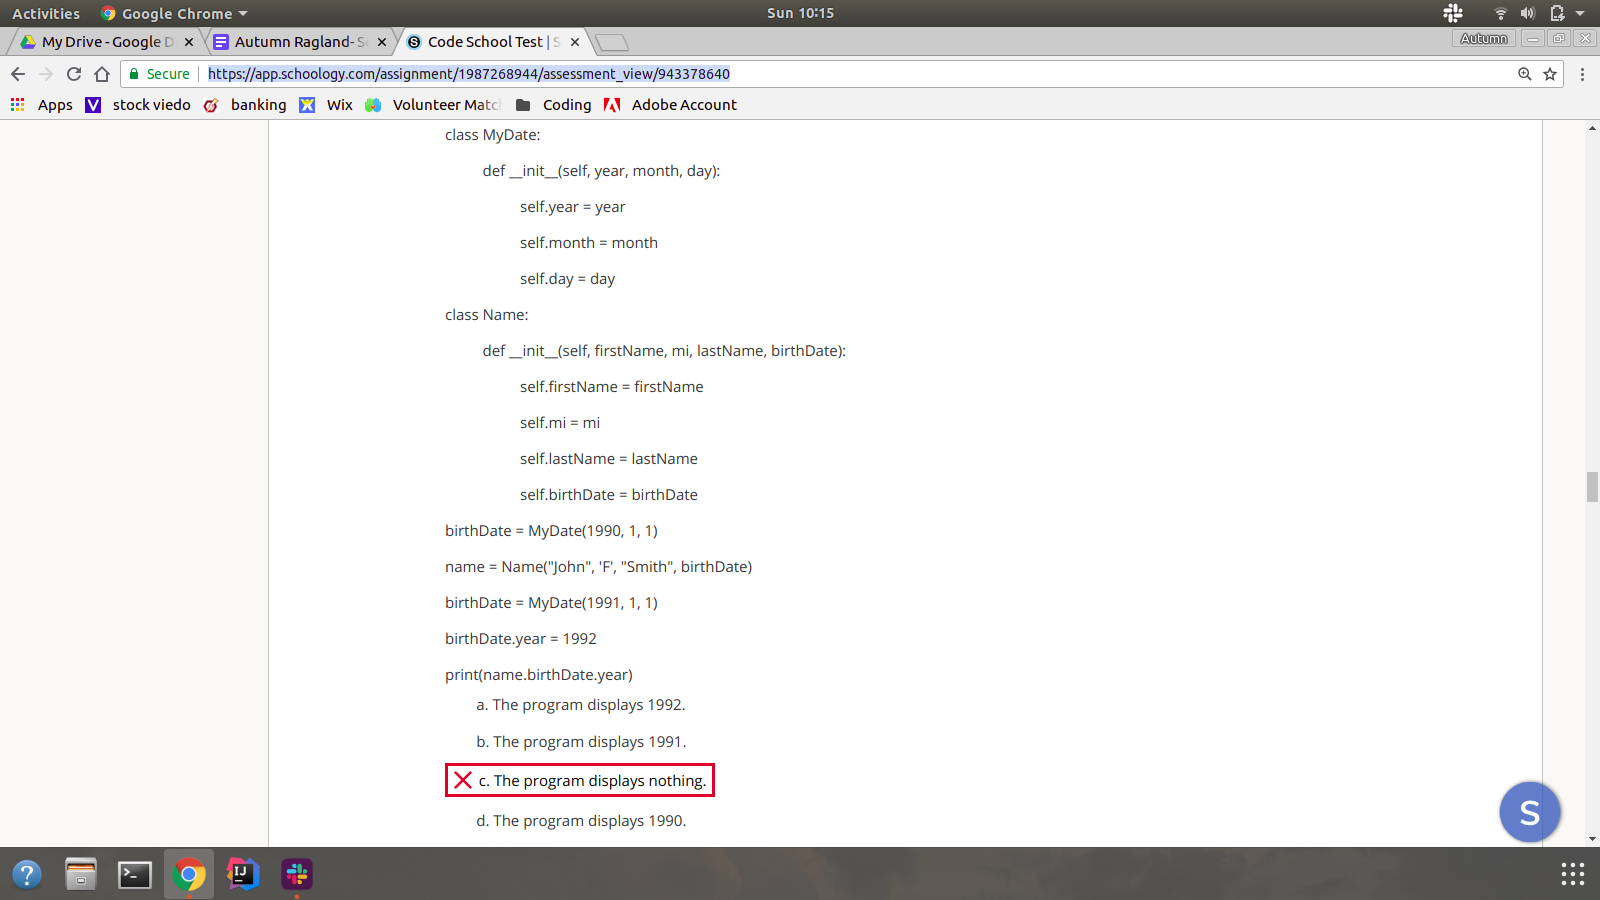 Activities Google Chrome Sun 10:15
My Drive - Google D Autumn Ragland- S Code School Test | S Autumn
Secure https://app.schoology.com/assignment/1987268944/assessment_view/943378640
Apps V stock viedo banking Wix Volunteer Matc Coding Adobe Account
class MyDate:
def __init__(self, year, month, day):
self.year = year
self.month = month
self.day = day
class Name:
def __init__(self, firstName, mi, lastName, birthDate):
self.firstName = firstName
self.mi = mi
self.lastName = lastName
self.birthDate = birthDate
birthDate = MyDate(1990, 1, 1)
name = Name("John", 'F', "Smith", birthDate)
birthDate = MyDate(1991, 1, 1)
birthDate.year = 1992
print(name.birthDate.year)
a. The program displays 1992.
b. The program displays 1991.
c. The program displays nothing.
d. The program displays 1990.
S
? >_ IJ